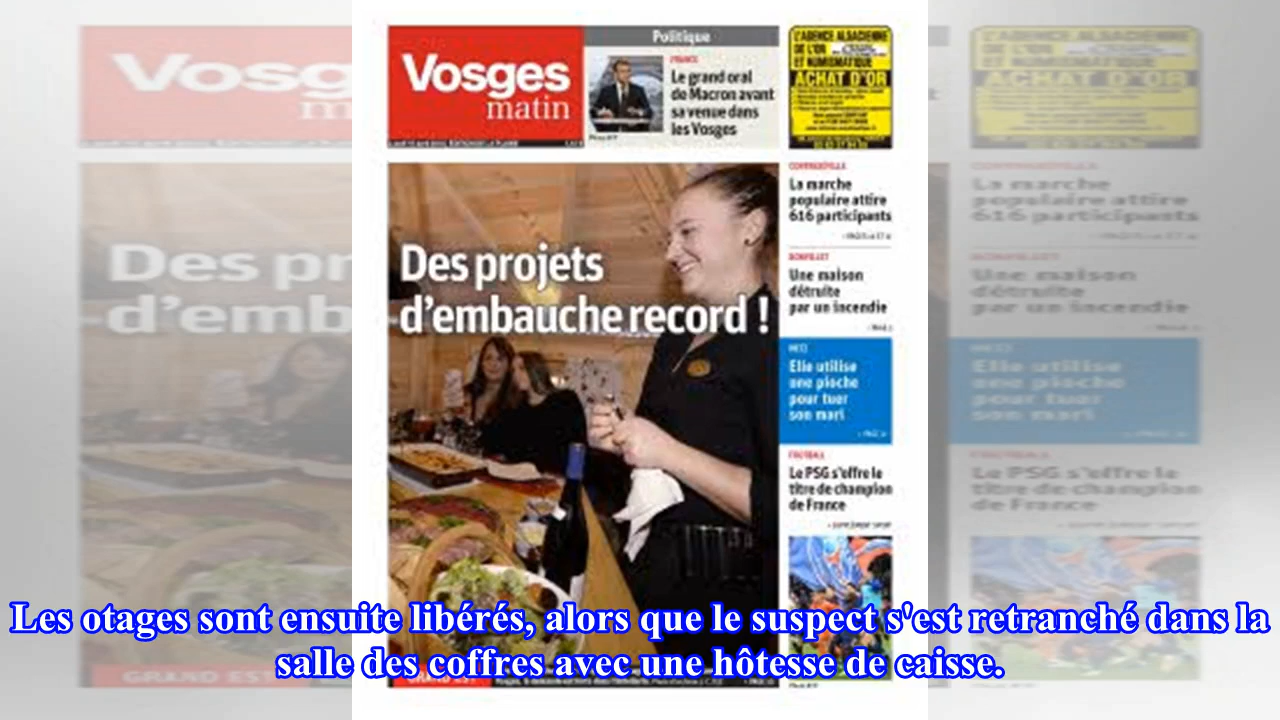 Vosges
matin
Politique
FRANCE
Le grand oral
de Macron avant
sa venue dans
les Vosges
L'AGENCE ALSACIENNE
DE L'OR
ET NUMISMATIQUE
ACHAT D'OR
Des projets
d'embauche record !
La marche
populaire attire
616 participants
Une maison
détruite
par un incendie
METZ
Elle utilise
une pioche
pour tuer
son mari
FOOTBALL
Le PSG s'offre le
titre de champion
de France
GRAND EST
Les otages sont ensuite libérés, alors que le suspect s'est retranché dans la
salle des coffres avec une hôtesse de caisse.